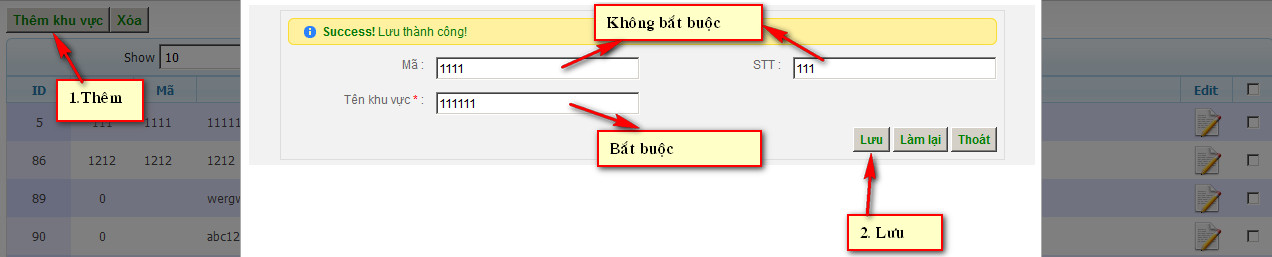 Thêm khu vực Xóa
Show 10
ID Mã Edit
5 111 1111 11111
86 1212 1212 1212
89 0 wergw
90 0 abc12
1.Thêm
Success! Lưu thành công!
Không bắt buộc
Mã : 1111 STT : 111
Tên khu vực * : 111111
Bắt buộc
Lưu Làm lại Thoát
2. Lưu